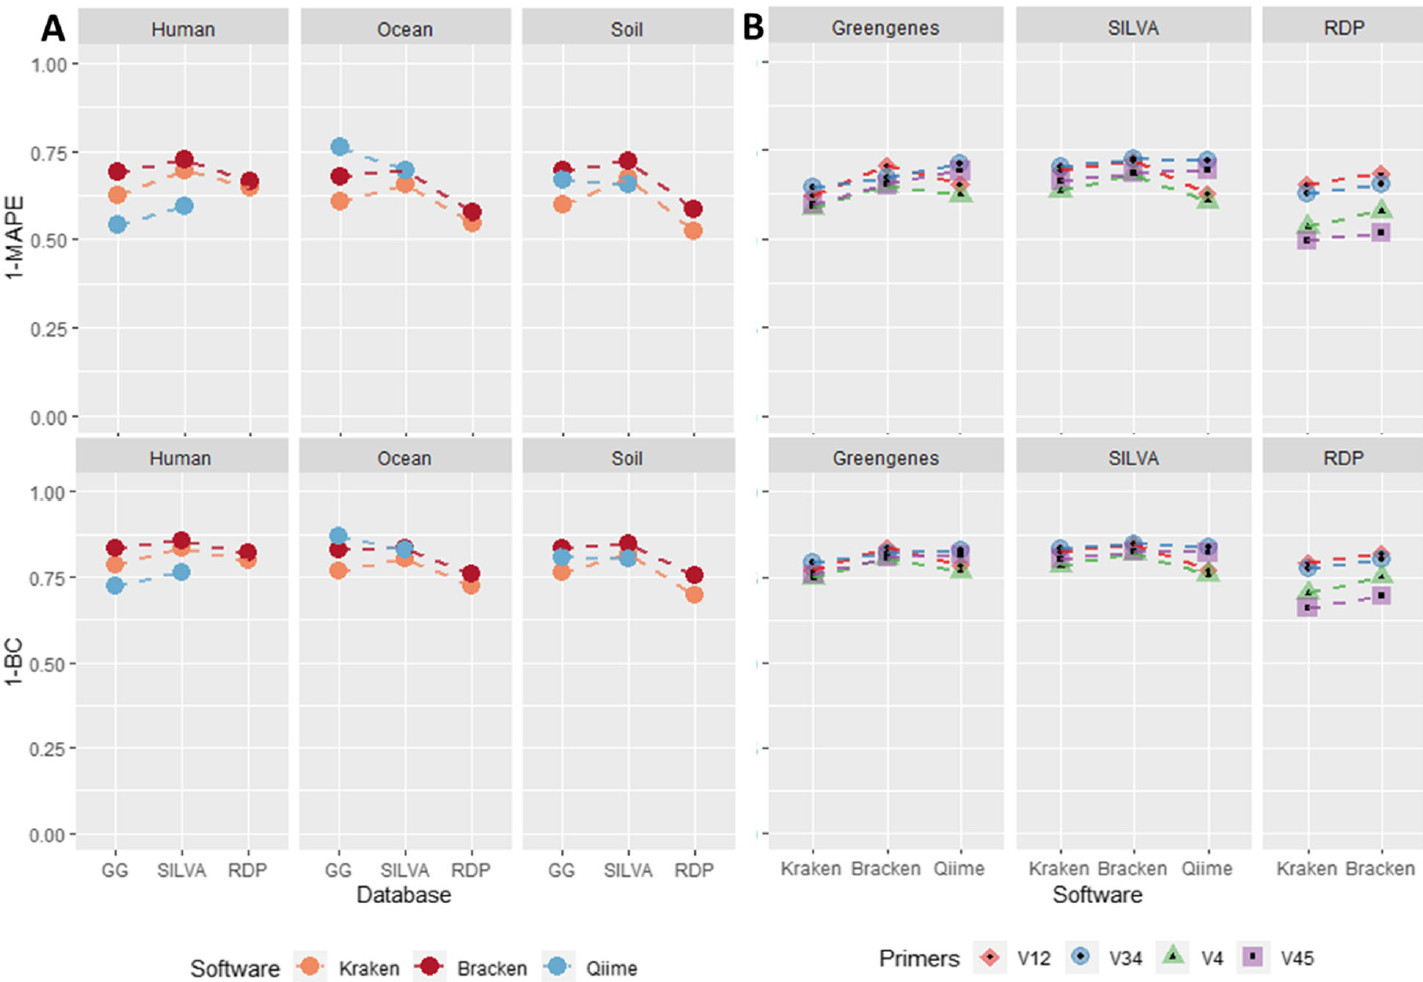 A
Human Ocean Soil
B
Greengenes SILVA RDP
1-MAPE
1.00
0.75
0.50
0.25
0.00
Human Ocean Soil
Greengenes SILVA RDP
1-BC
1.00
0.75
0.50
0.25
0.00
GG SILVA RDP GG SILVA RDP GG SILVA RDP
Database
Kraken Bracken Qiime Kraken Bracken Qiime Kraken Bracken
Software
Software Kraken Bracken Qiime
Primers V12 V34 V4 V45